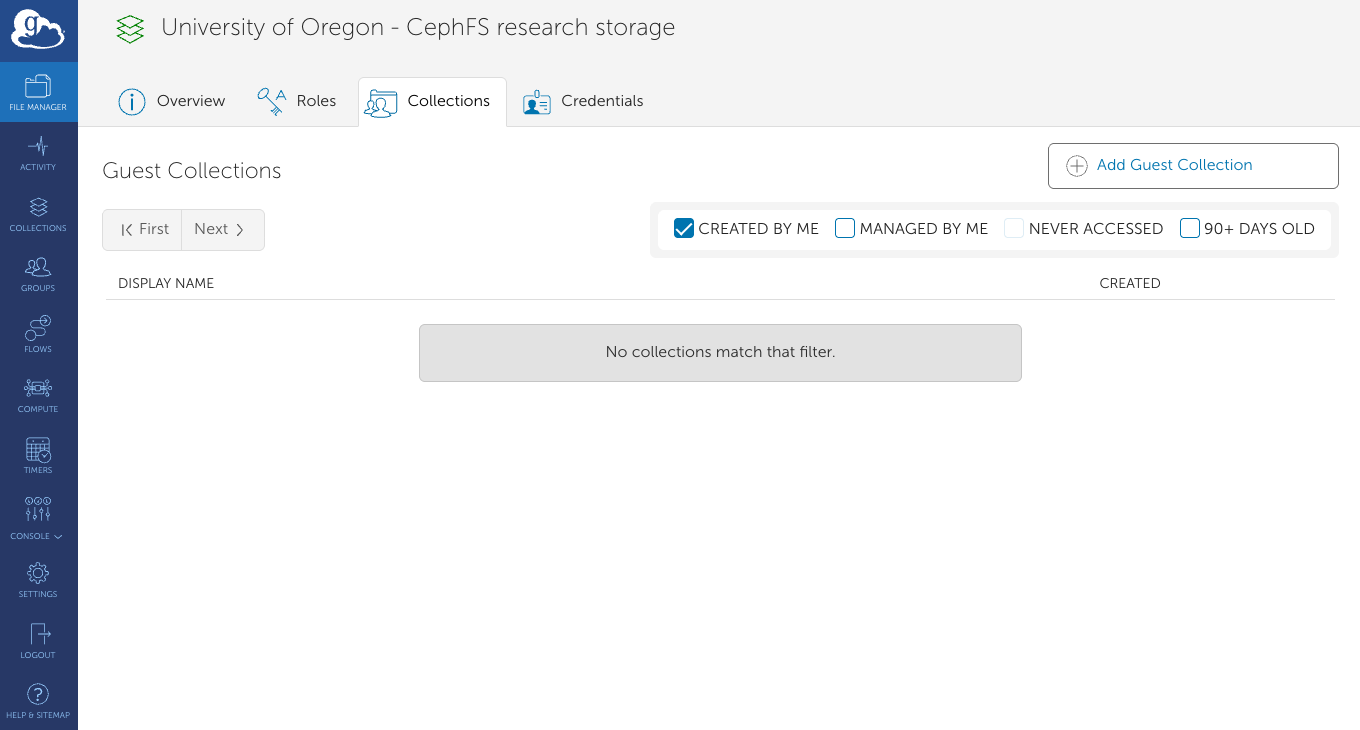 University of Oregon - CephFS research storage
Overview
Roles
Collections
Credentials
FILE MANAGER
ACTIVITY
COLLECTIONS
GROUPS
FLOWS
COMPUTE
TIMERS
CONSOLE
SETTINGS
LOGOUT
HELP & SITEMAP
Guest Collections
Add Guest Collection
First
Next
CREATED BY ME
MANAGED BY ME
NEVER ACCESSED
90+ DAYS OLD
DISPLAY NAME
CREATED
No collections match that filter.